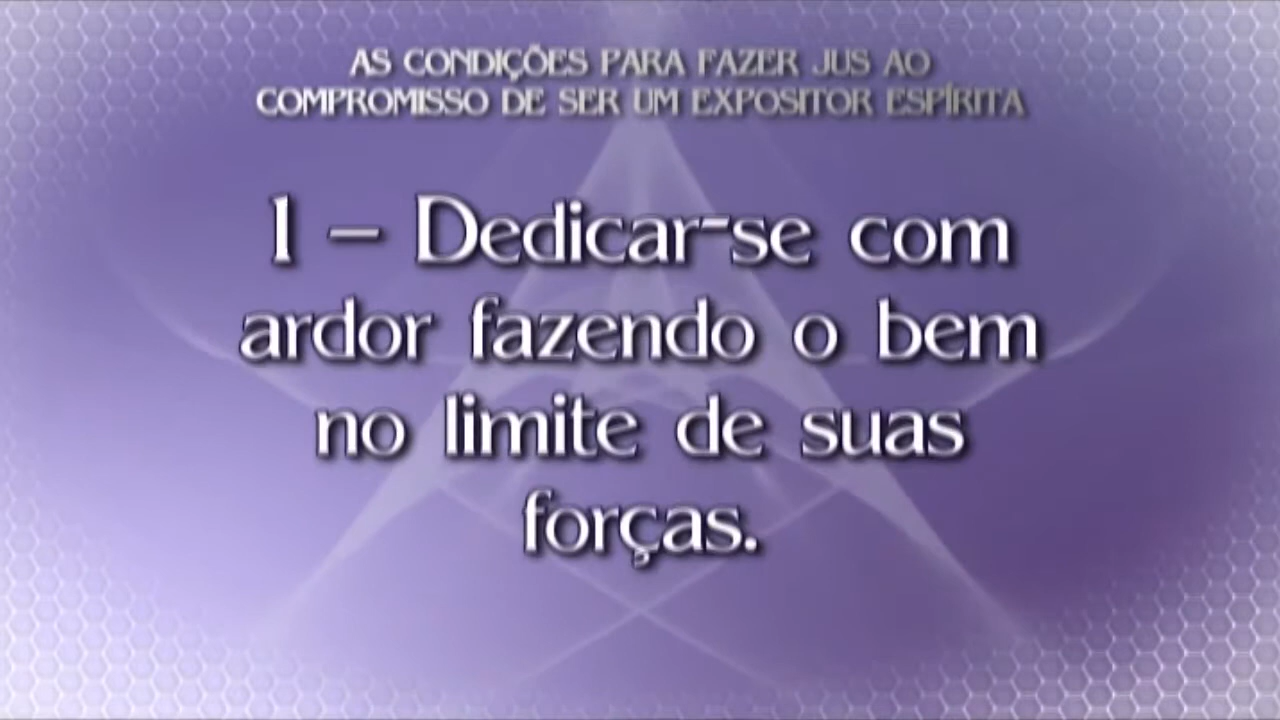 AS CONDIÇÕES PARA FAZER JUS AO
COMPROMISSO DE SER UM EXPOSITOR ESPÍRITA
1 – Dedicar-se com
ardor fazendo o bem
no limite de suas
forças.